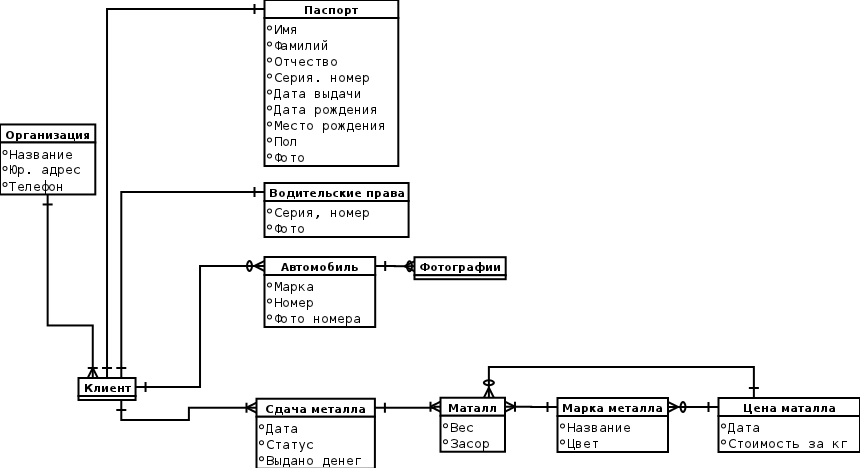 Паспорт
Имя
Фамилий
Отчество
Серия. номер
Дата выдачи
Дата рождения
Место рождения
Пол
Фото
Организация
Название
Юр. адрес
Телефон
Водительские права
Серия, номер
Фото
Автомобиль
Марка
Номер
Фото номера
Фотографии
Клиент
Сдача металла
Дата
Статус
Выдано денег
Маталл
Вес
Засор
Марка металла
Название
Цвет
Цена маталла
Дата
Стоимость за кг